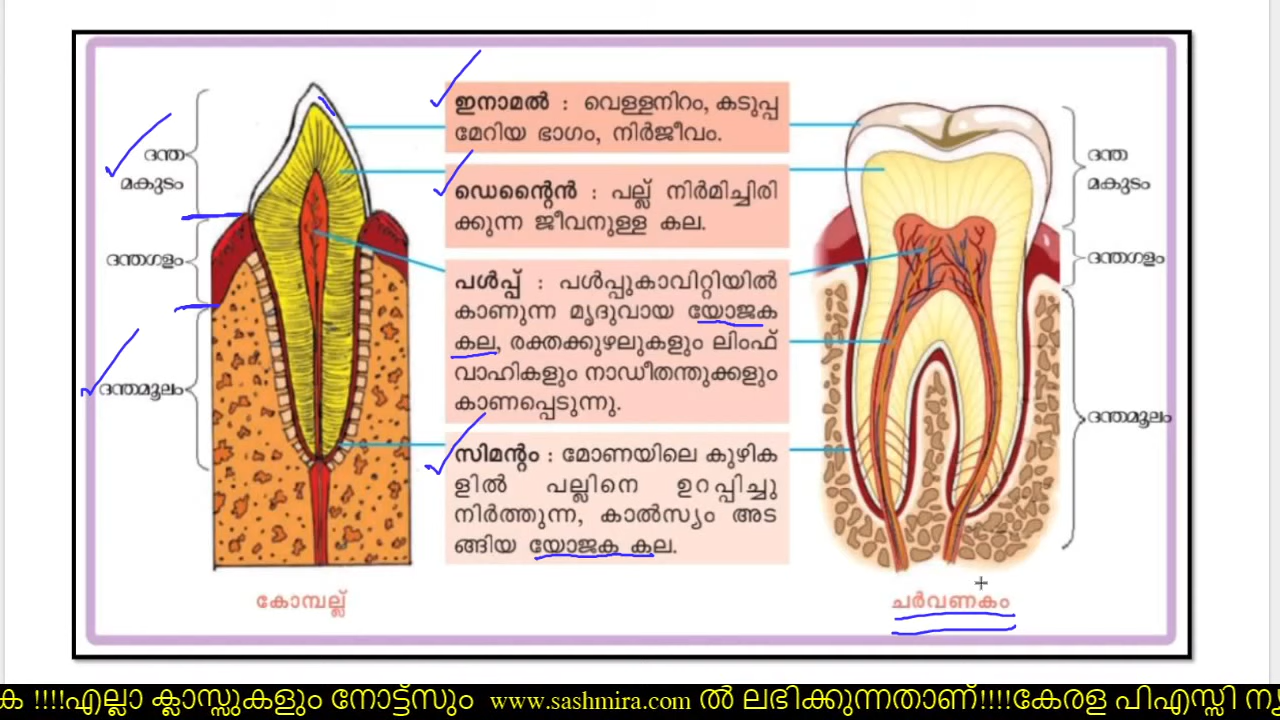 ഇനാമൽ : വെള്ളനിറം, കടുപ്പ
മേറിയ ഭാഗം, നിർജീവം.
ദന്ത
മകുടം
ദന്തഗളം
ദന്തമൂലം
ഡെന്റൈൻ : പല്ല് നിർമിച്ചിരി
ക്കുന്ന ജീവനുള്ള കല.
പൾപ്പ് : പൾപ്പുകാവിറ്റിയിൽ
കാണുന്ന മൃദുവായ യോജക
കല, രക്തക്കുഴലുകളും ലിംഫ്
വാഹികളും നാഡീതന്തുക്കളും
കാണപ്പെടുന്നു.
സിമന്റം : മോണയിലെ കുഴിക
ളിൽ പല്ലിനെ ഉറപ്പിച്ചു
നിർത്തുന്ന, കാൽസ്യം അട
ങ്ങിയ യോജക കല.
ദന്ത
മകുടം
ദന്തഗളം
ദന്തമൂലം
കോമ്പല്ല്
ചർവണകം
ക !!!!എല്ലാ ക്ലാസ്സുകളും നോട്ട്സും www.sashmira.com ൽ ലഭിക്കുന്നതാണ്!!!!കേരള പിഎസ്സി